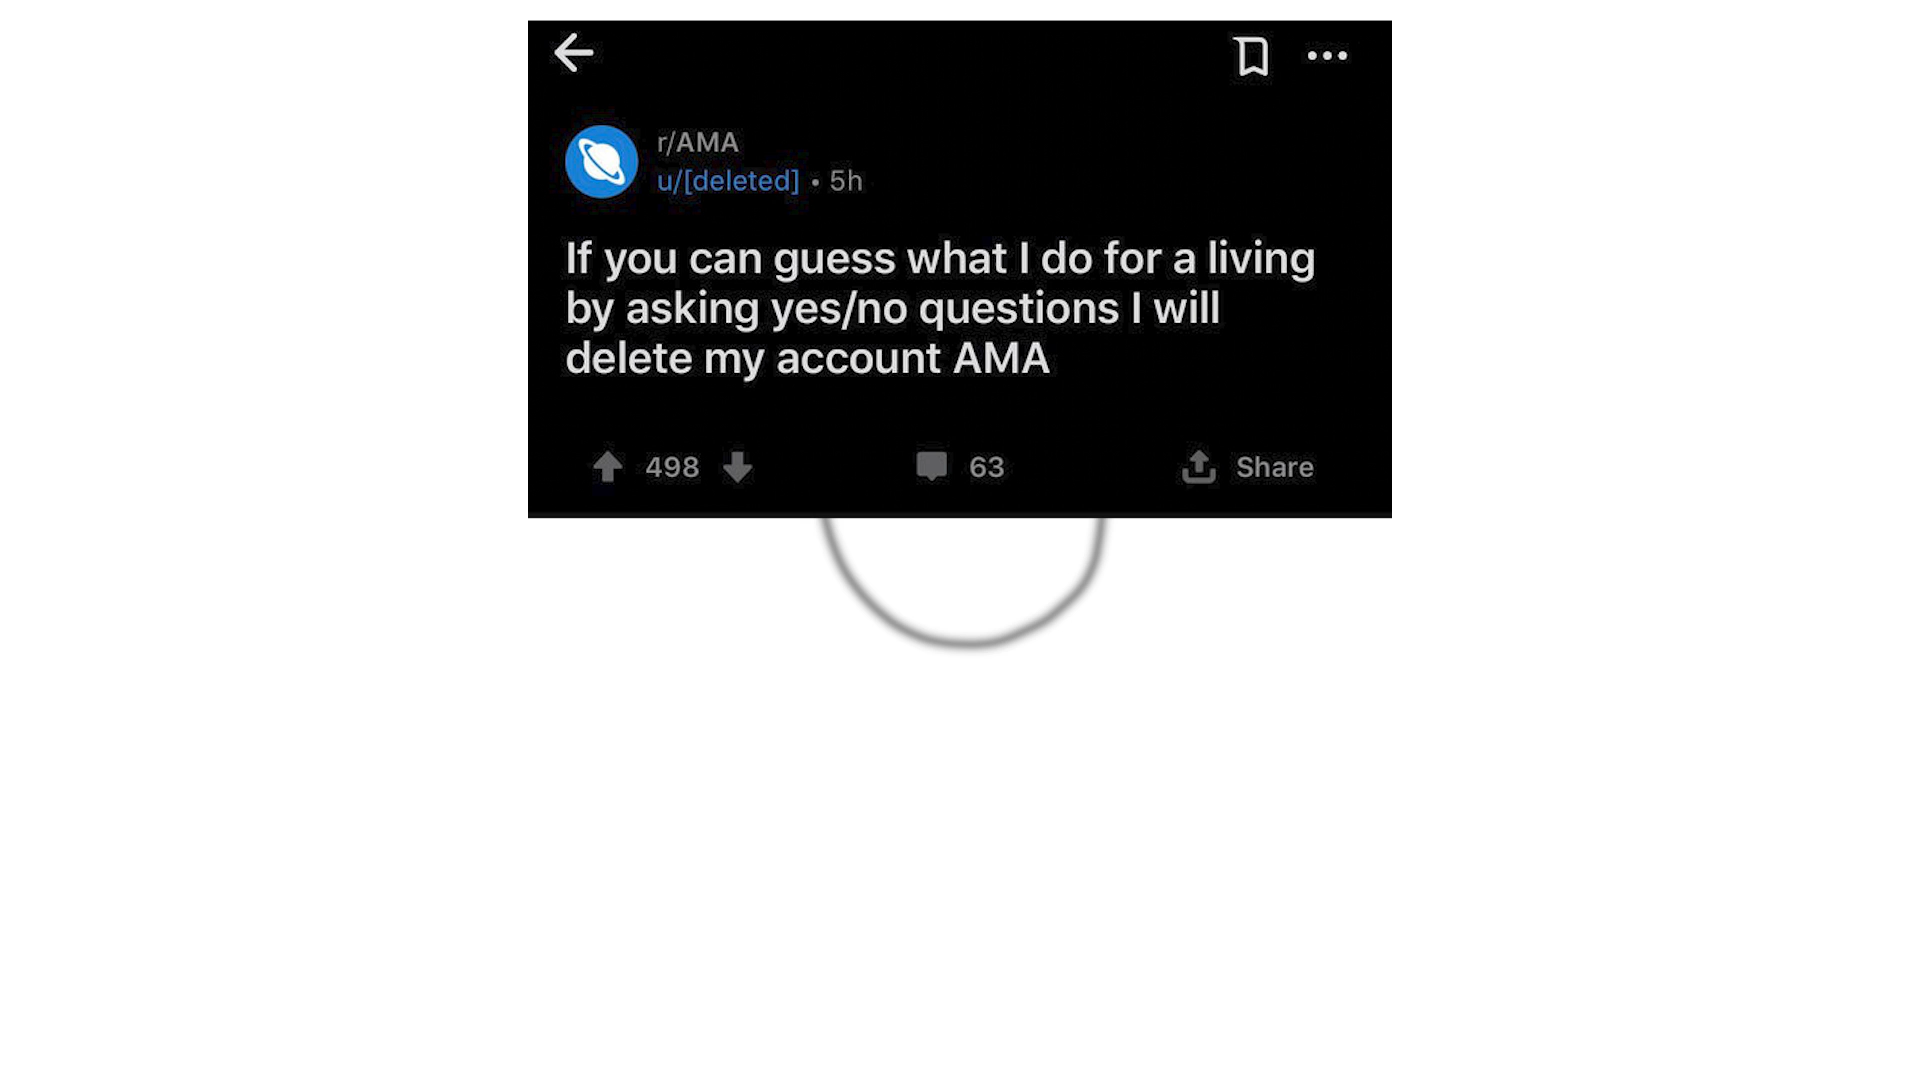 r/AMA
u/[deleted] • 5h
If you can guess what I do for a living
by asking yes/no questions I will
delete my account AMA
498
63
Share